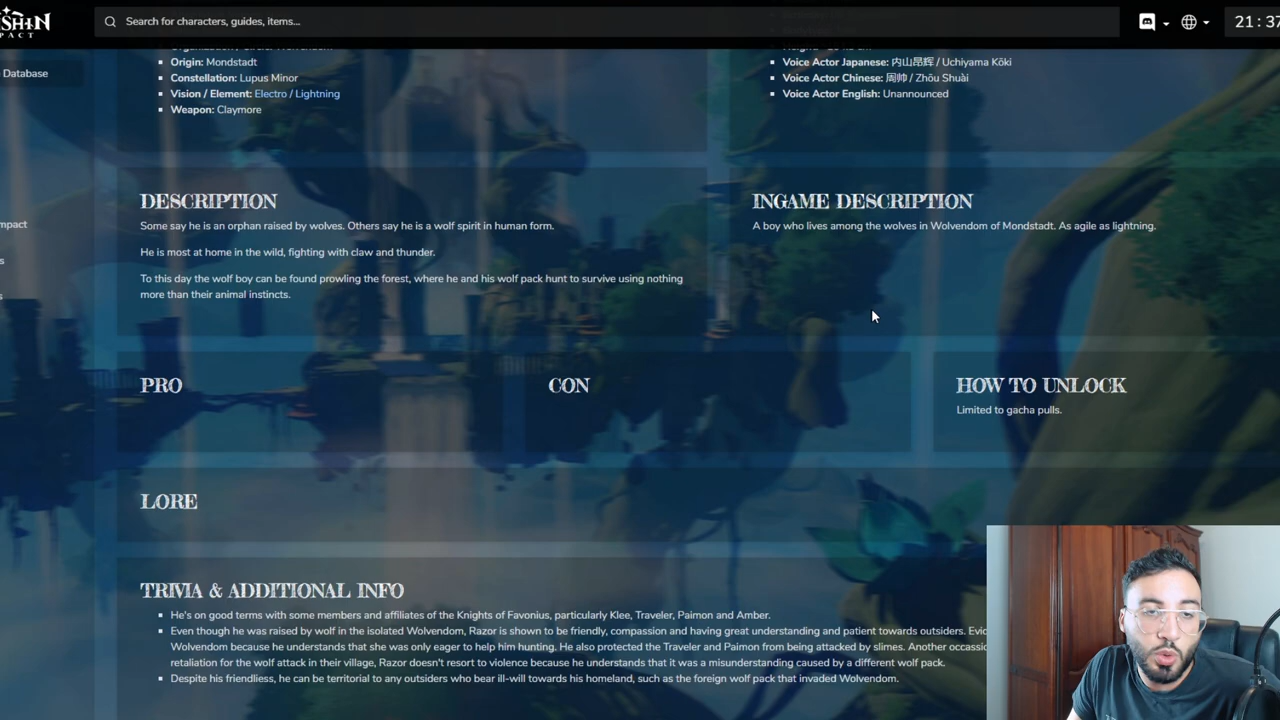 Search for characters, guides, items...
21:37
Database
Origin: Mondstadt
Constellation: Lupus Minor
Vision / Element: Electro / Lightning
Weapon: Claymore
Voice Actor Japanese: 内山昂辉 / Uchiyama Kōki
Voice Actor Chinese: 周帅 / Zhōu Shuài
Voice Actor English: Unannounced
DESCRIPTION
Some say he is an orphan raised by wolves. Others say he is a wolf spirit in human form.
He is most at home in the wild, fighting with claw and thunder.
To this day the wolf boy can be found prowling the forest, where he and his wolf pack hunt to survive using nothing
more than their animal instincts.
INGAME DESCRIPTION
A boy who lives among the wolves in Wolvendom of Mondstadt. As agile as lightning.
PRO
CON
HOW TO UNLOCK
Limited to gacha pulls.
LORE
TRIVIA & ADDITIONAL INFO
He's on good terms with some members and affiliates of the Knights of Favonius, particularly Klee, Traveler, Paimon and Amber.
Even though he was raised by wolf in the isolated Wolvendom, Razor is shown to be friendly, compassion and having great understanding and patient towards outsiders. Evid
Wolvendom because he understands that she was only eager to help him hunting. He also protected the Traveler and Paimon from being attacked by slimes. Another occassio
retaliation for the wolf attack in their village, Razor doesn't resort to violence because he understands that it was a misunderstanding caused by a different wolf pack.
Despite his friendliess, he can be territorial to any outsiders who bear ill-will towards his homeland, such as the foreign wolf pack that invaded Wolvendom.